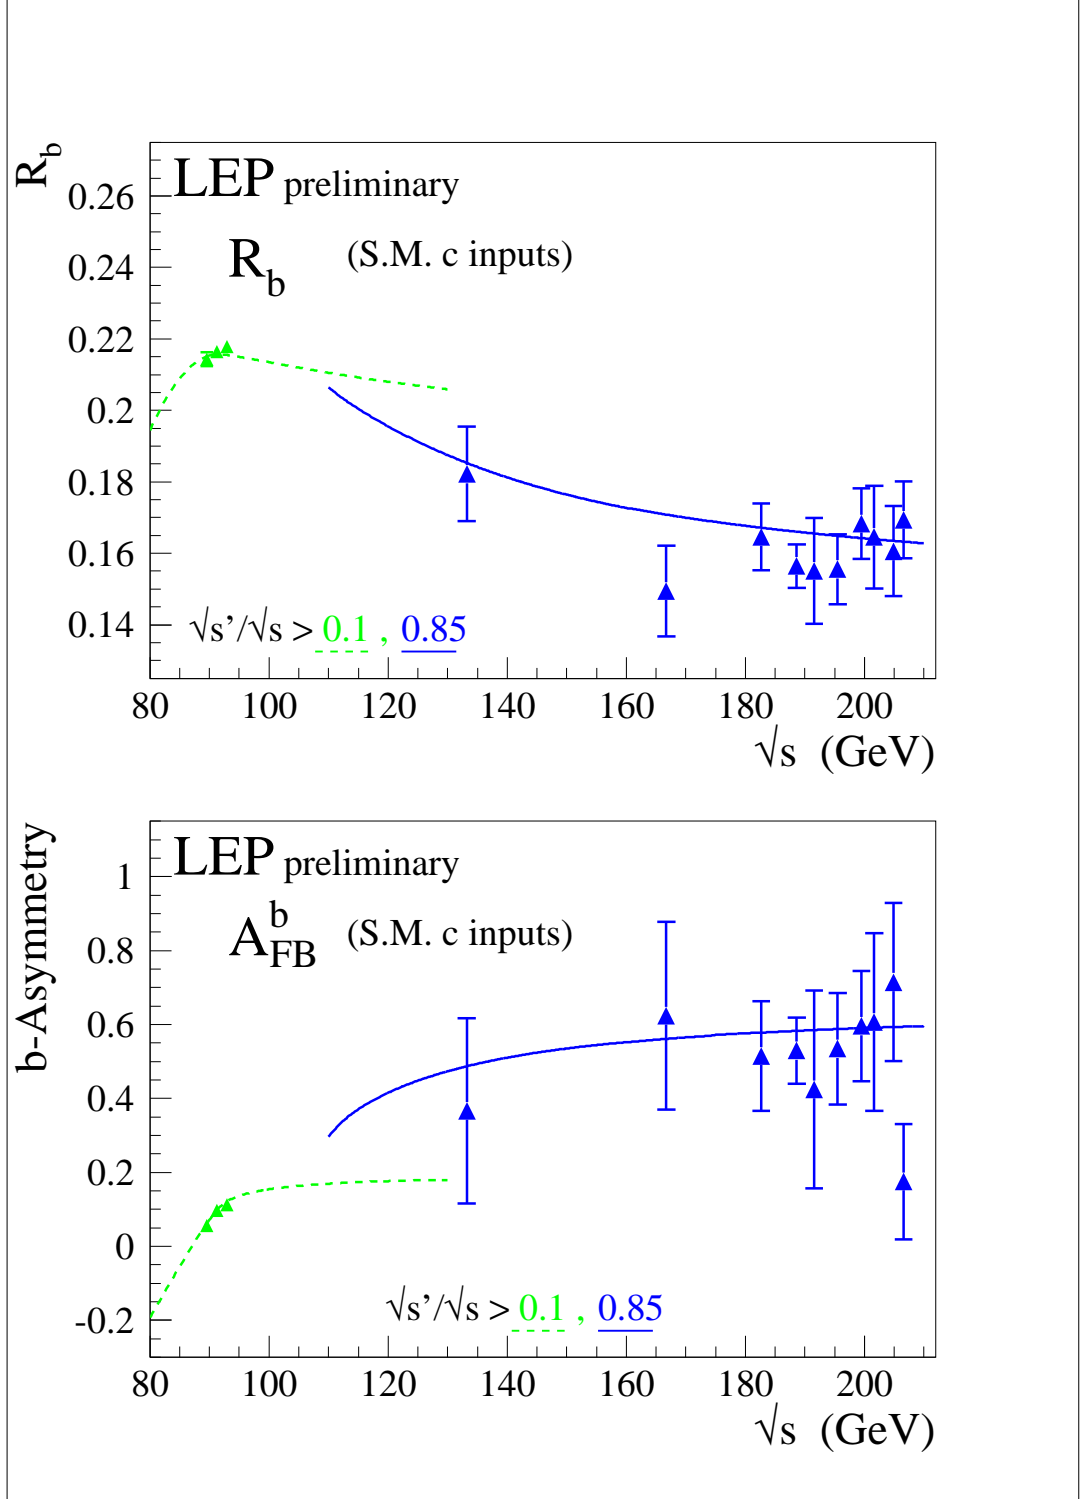 R_b
LEP preliminary
R_b (S.M. c inputs)
0.26
0.24
0.22
0.2
0.18
0.16
0.14
√s’/√s > 0.1 , 0.85
80 100 120 140 160 180 200
√s (GeV)
b-Asymmetry
LEP preliminary
A_FB^b (S.M. c inputs)
1
0.8
0.6
0.4
0.2
0
-0.2
√s’/√s > 0.1 , 0.85
80 100 120 140 160 180 200
√s (GeV)